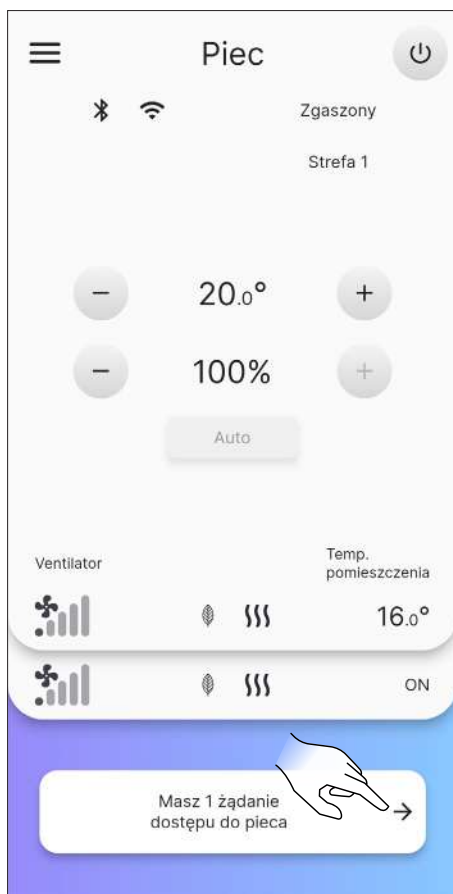 Piec
Zgaszony
Strefa 1
20.0°
100%
Auto
Ventilator
Temp.
pomieszczenia
16.0°
ON
Masz 1 żądanie
dostępu do pieca